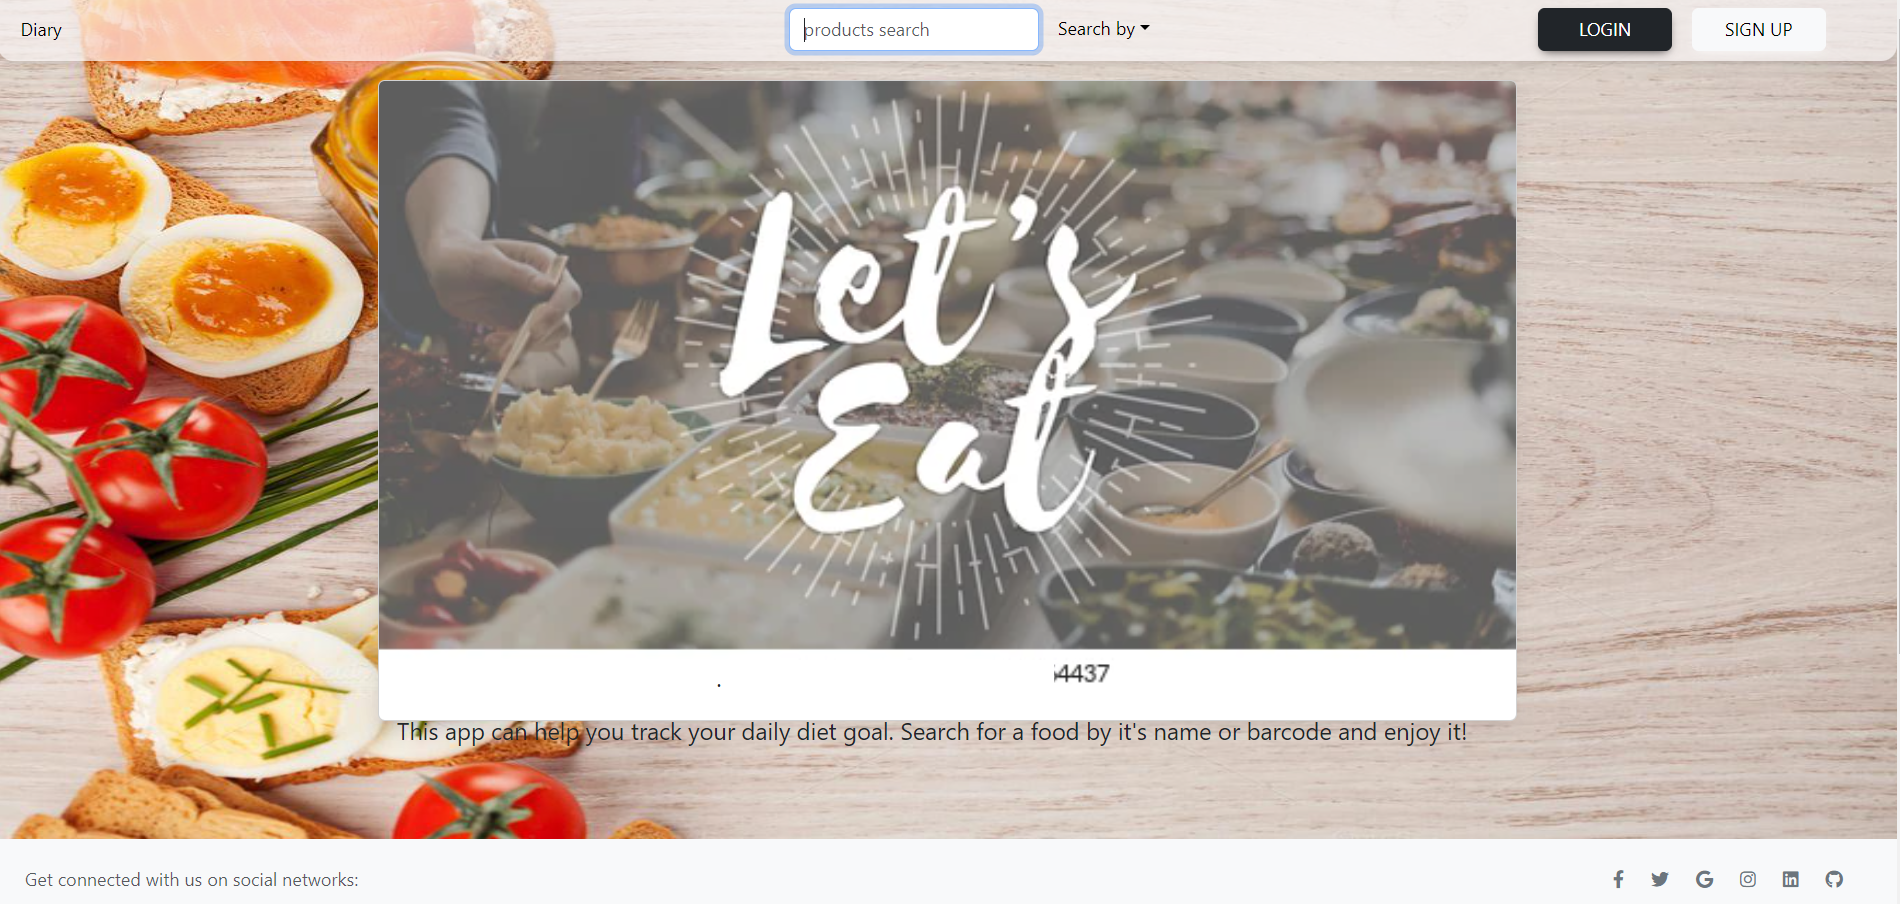 Diary
products search
Search by
LOGIN
SIGN UP
Let's
Eat
4437
This app can help you track your daily diet goal. Search for a food by it's name or barcode and enjoy it!
Get connected with us on social networks: